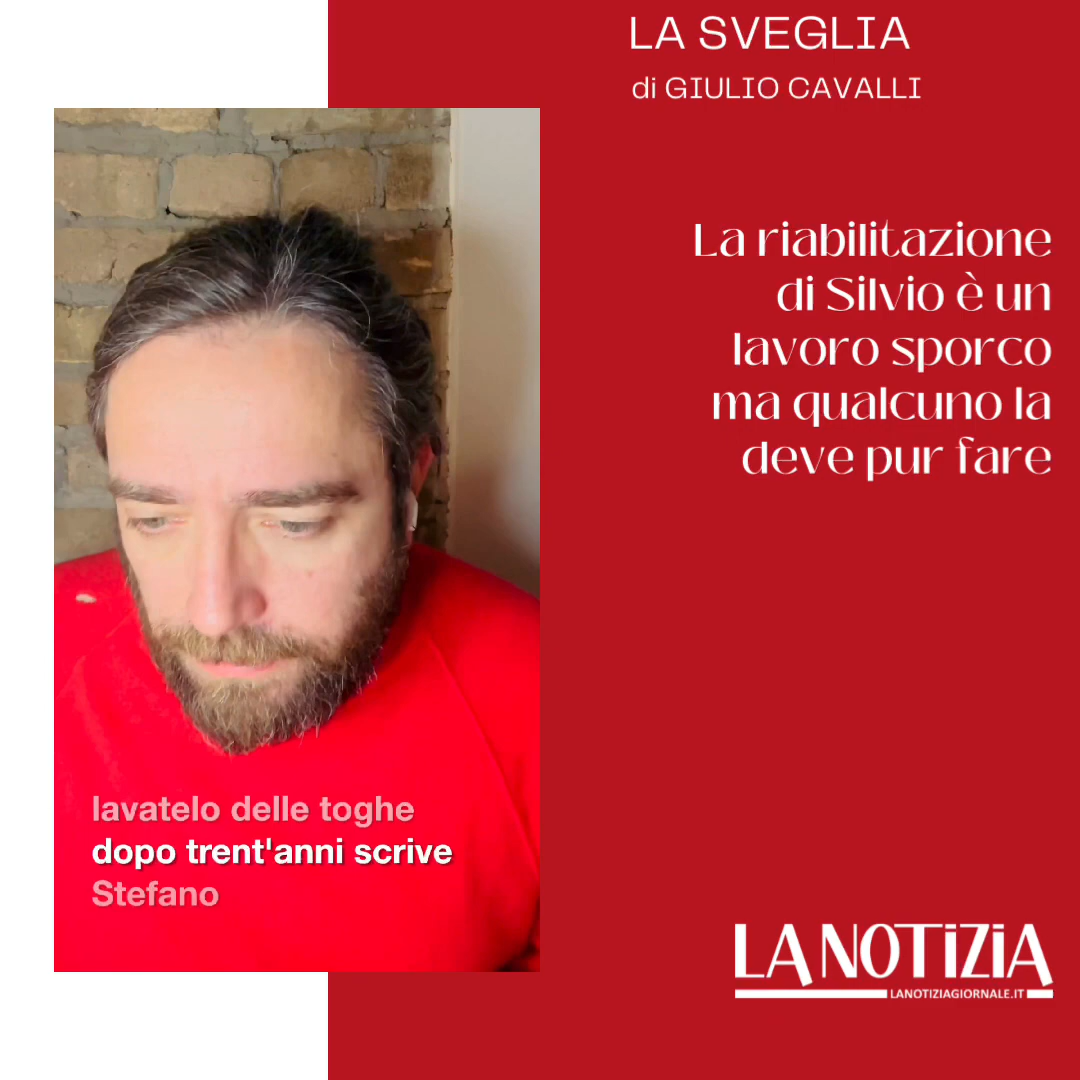 LA SVEGLIA
di GIULIO CAVALLI
La riabilitazione
di Silvio è un
lavoro sporco
ma qualcuno la
deve pur fare
lavatelo delle toghe
dopo trent'anni scrive
Stefano
LA NOTiZiA
LANOTIZIAGIORNALE.IT